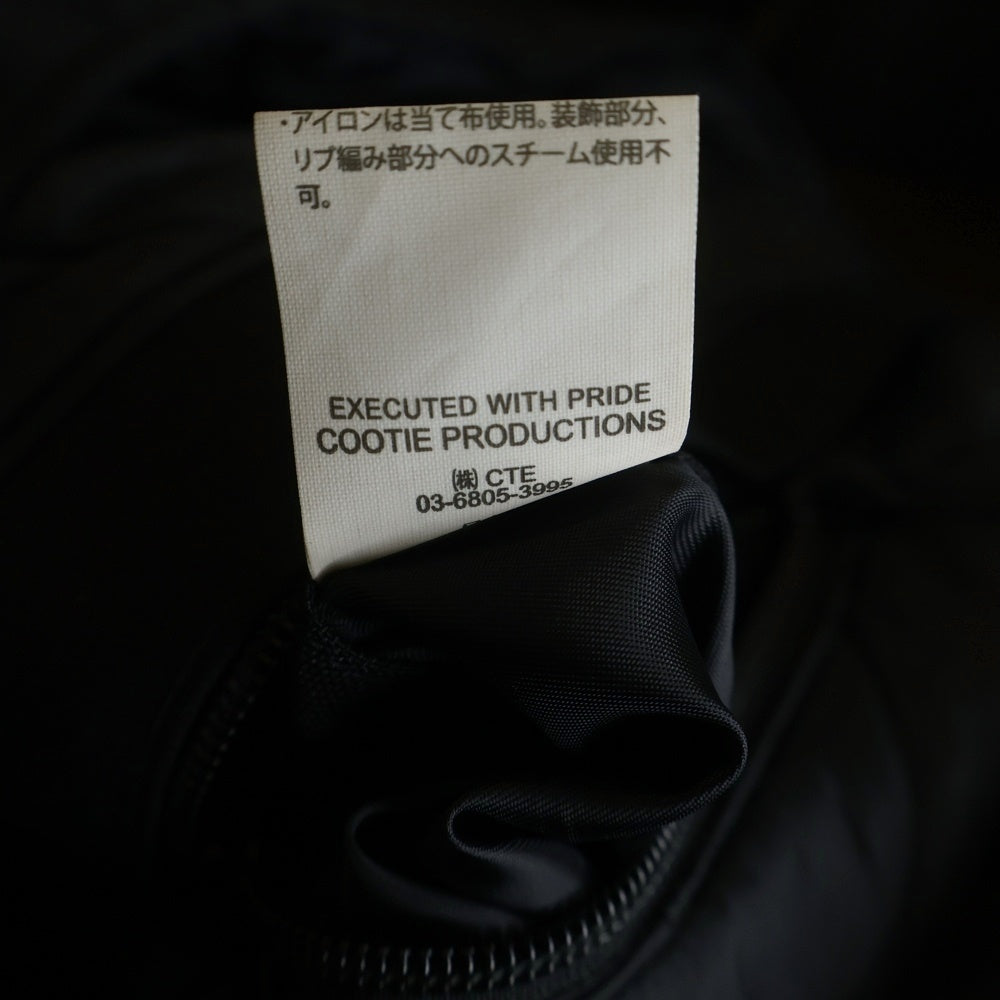 ・アイロンは当て布使用。装飾部分、
リブ編み部分へのスチーム使用不
可。
EXECUTED WITH PRIDE
COOTIE PRODUCTIONS
㈱ CTE
03-6805-3995